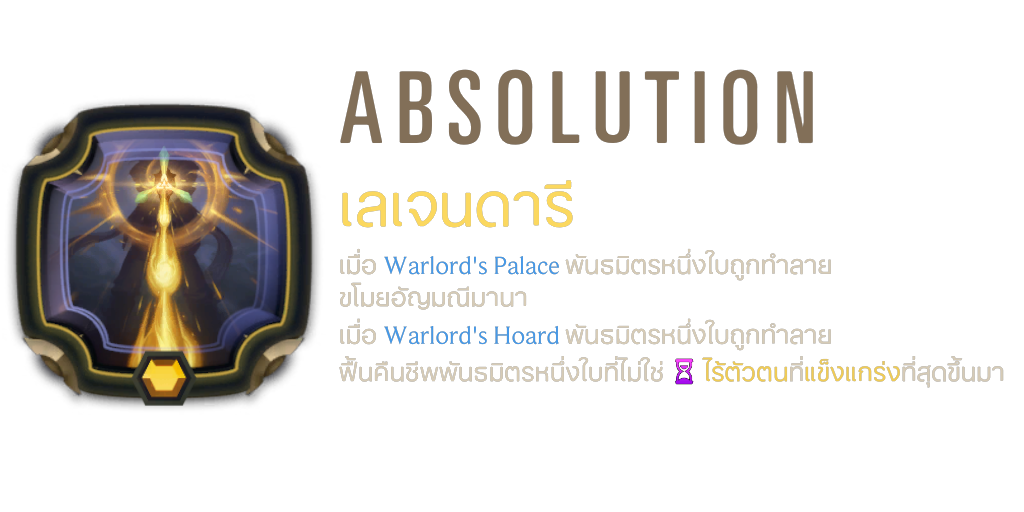 ABSOLUTION
เลเจนดารี
เมื่อ Warlord's Palace พันธมิตรหนึ่งใบถูกทำลาย
ขโมยอัญมณีมานา
เมื่อ Warlord's Hoard พันธมิตรหนึ่งใบถูกทำลาย
ฟื้นคืนชีพพันธมิตรหนึ่งใบที่ไม่ใช่ ไร้ตัวตนที่แข็งแกร่งที่สุดขึ้นมา